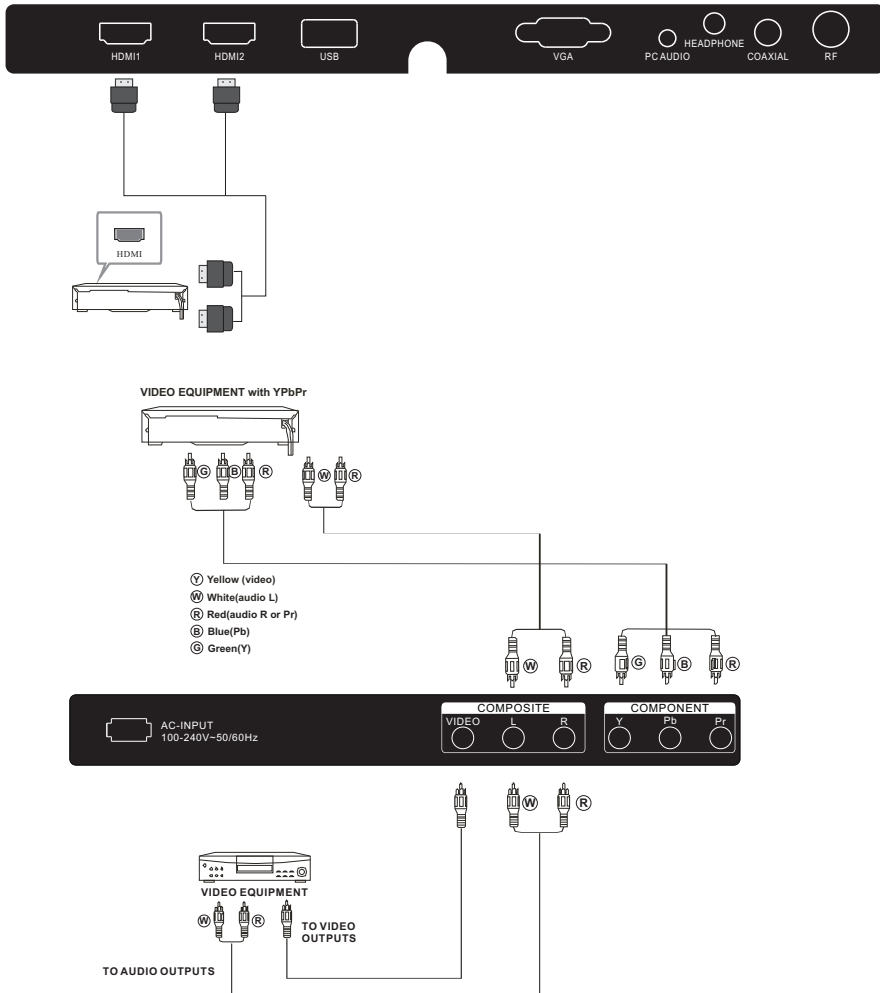 HDMI1 HDMI2 USB VGA PC AUDIO HEADPHONE COAXIAL RF
HDMI
VIDEO EQUIPMENT with YPbPr
G B R W R
Y Yellow (video)
W White(audio L)
R Red(audio R or Pr)
B Blue(Pb)
G Green(Y)
W R G B R
AC-INPUT
100-240V~50/60Hz
COMPOSITE COMPONENT
VIDEO L R Y Pb Pr
W R
VIDEO EQUIPMENT
W R
TO VIDEO
OUTPUTS
TO AUDIO OUTPUTS